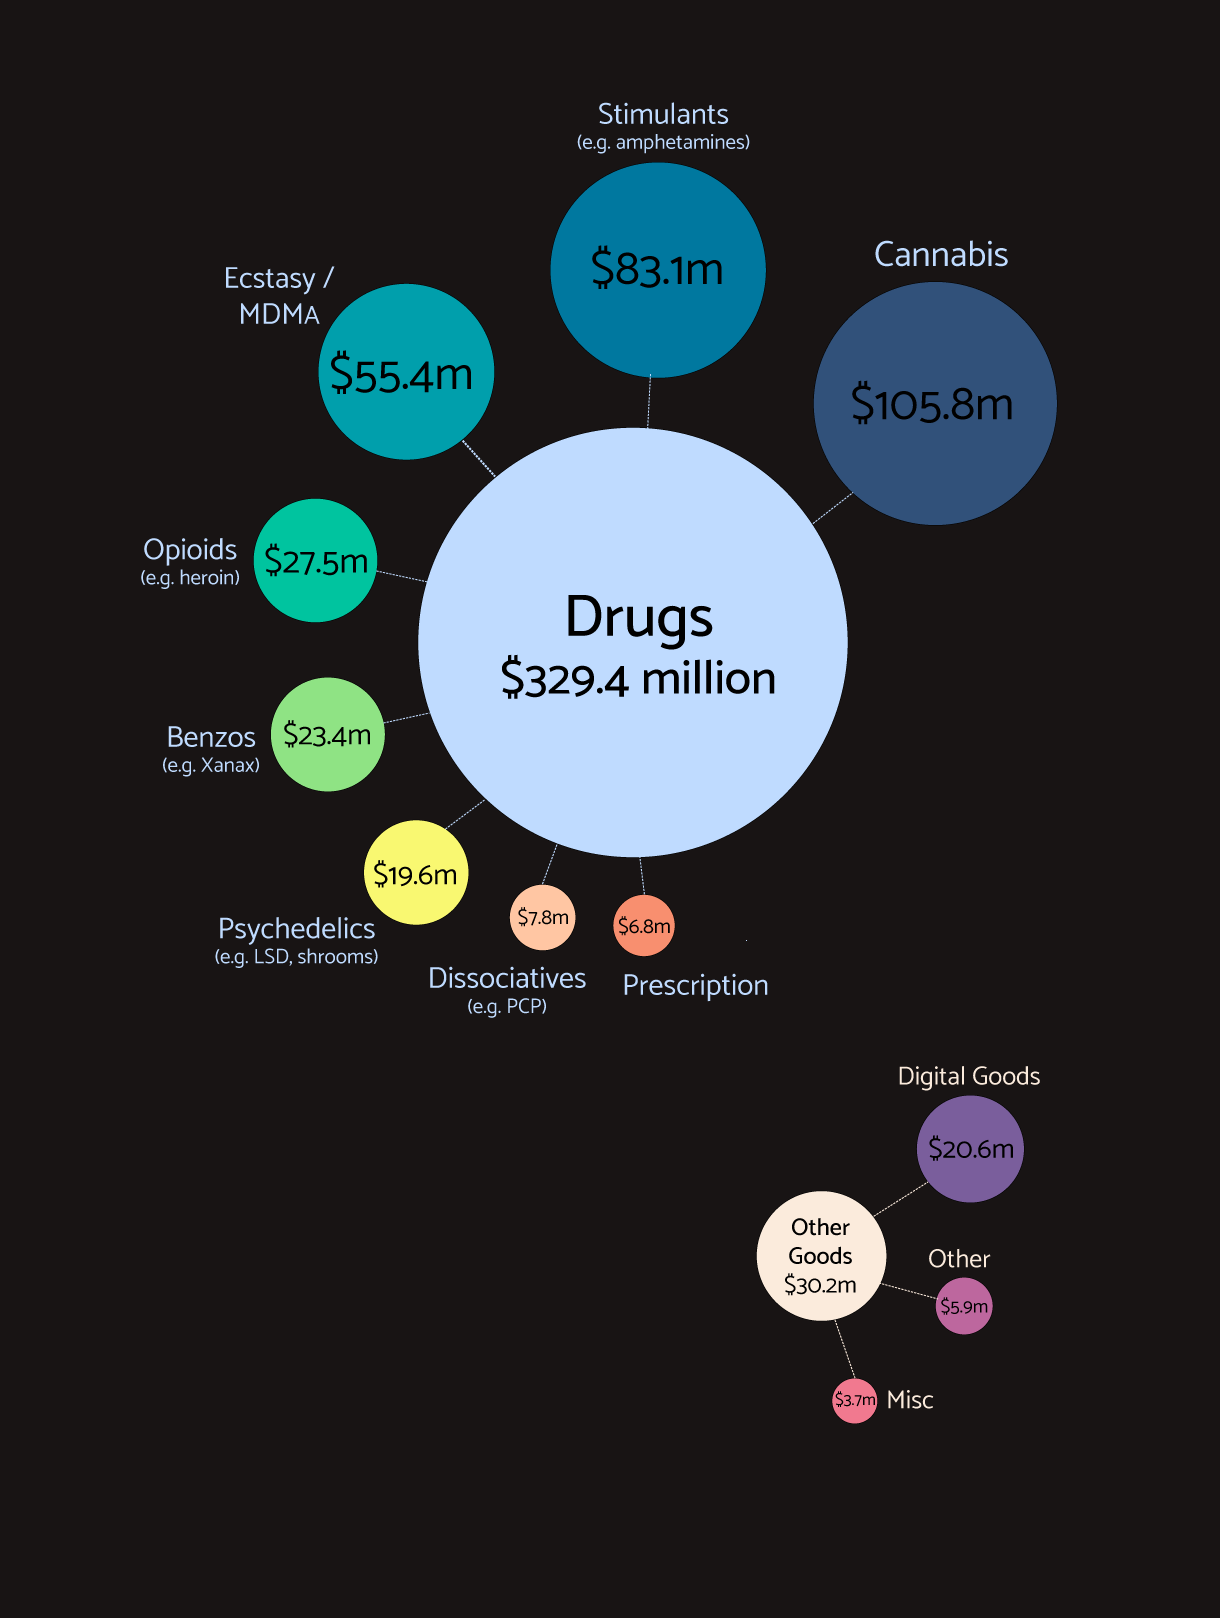 Stimulants
(e.g. amphetamines)
$83.1m
Cannabis
$105.8m
Ecstasy /
MDMA
$55.4m
Opioids
(e.g. heroin)
$27.5m
Drugs
$329.4 million
Benzos
(e.g. Xanax)
$23.4m
Psychedelics
(e.g. LSD, shrooms)
$19.6m
Dissociatives
(e.g. PCP)
$7.8m
Prescription
$6.8m
Digital Goods
$20.6m
Other
Goods
$30.2m
Other
$5.9m
$3.7m
Misc